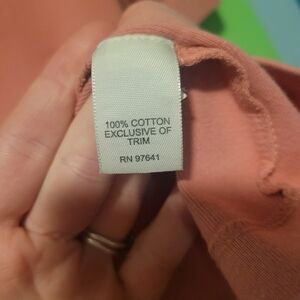 100% COTTON
EXCLUSIVE OF
TRIM
RN 97641